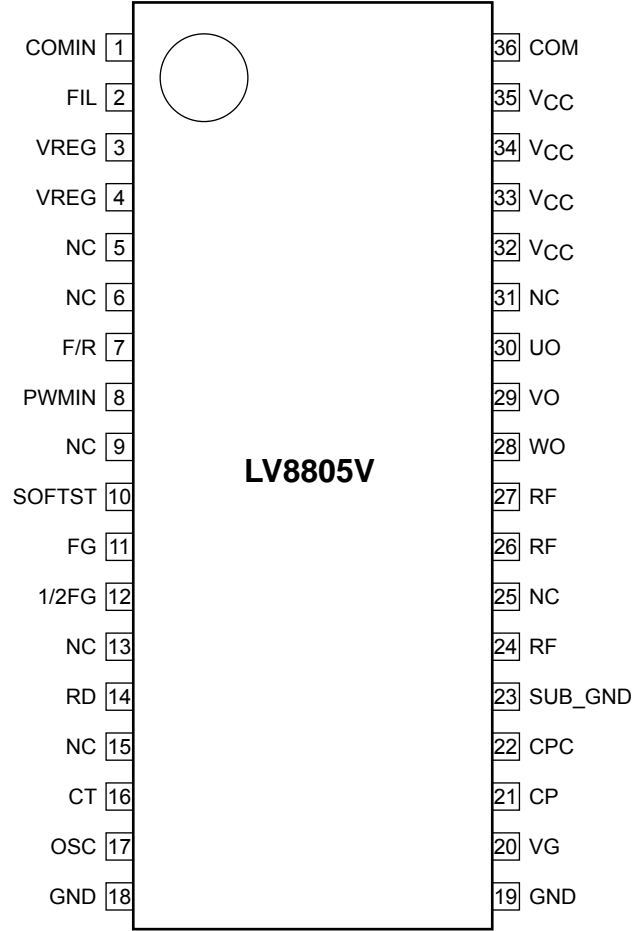 COMIN 1
FIL 2
VREG 3
VREG 4
NC 5
NC 6
F/R 7
PWMIN 8
NC 9
SOFTST 10
FG 11
1/2FG 12
NC 13
RD 14
NC 15
CT 16
OSC 17
GND 18
LV8805V
36 COM
35 VCC
34 VCC
33 VCC
32 VCC
31 NC
30 UO
29 VO
28 WO
27 RF
26 RF
25 NC
24 RF
23 SUB_GND
22 CPC
21 CP
20 VG
19 GND